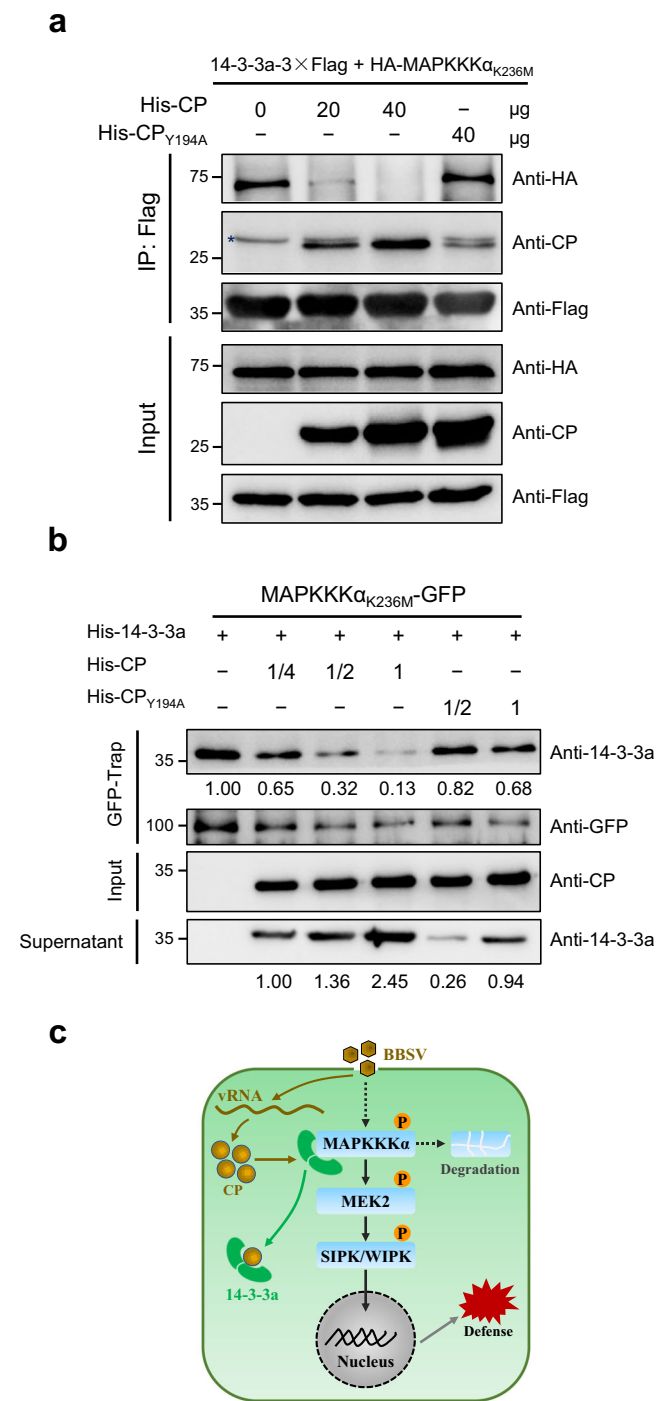 a
14-3-3a-3×Flag + HA-MAPKKKα_K236M
His-CP 0 20 40 – μg
His-CP_Y194A – – – 40 μg
IP: Flag
75 Anti-HA
* 25 Anti-CP
35 Anti-Flag
Input
75 Anti-HA
25 Anti-CP
35 Anti-Flag
b
MAPKKKα_K236M-GFP
His-14-3-3a + + + + + +
His-CP – 1/4 1/2 1 – –
His-CP_Y194A – – – – 1/2 1
GFP-Trap
35 Anti-14-3-3a
1.00 0.65 0.32 0.13 0.82 0.68
100 Anti-GFP
Input
35 Anti-CP
Supernatant 35 Anti-14-3-3a
1.00 1.36 2.45 0.26 0.94
c
BBSV
vRNA
P
MAPKKKα
CP
Degradation
P
MEK2
P
SIPK/WIPK
14-3-3a
Defense
Nucleus